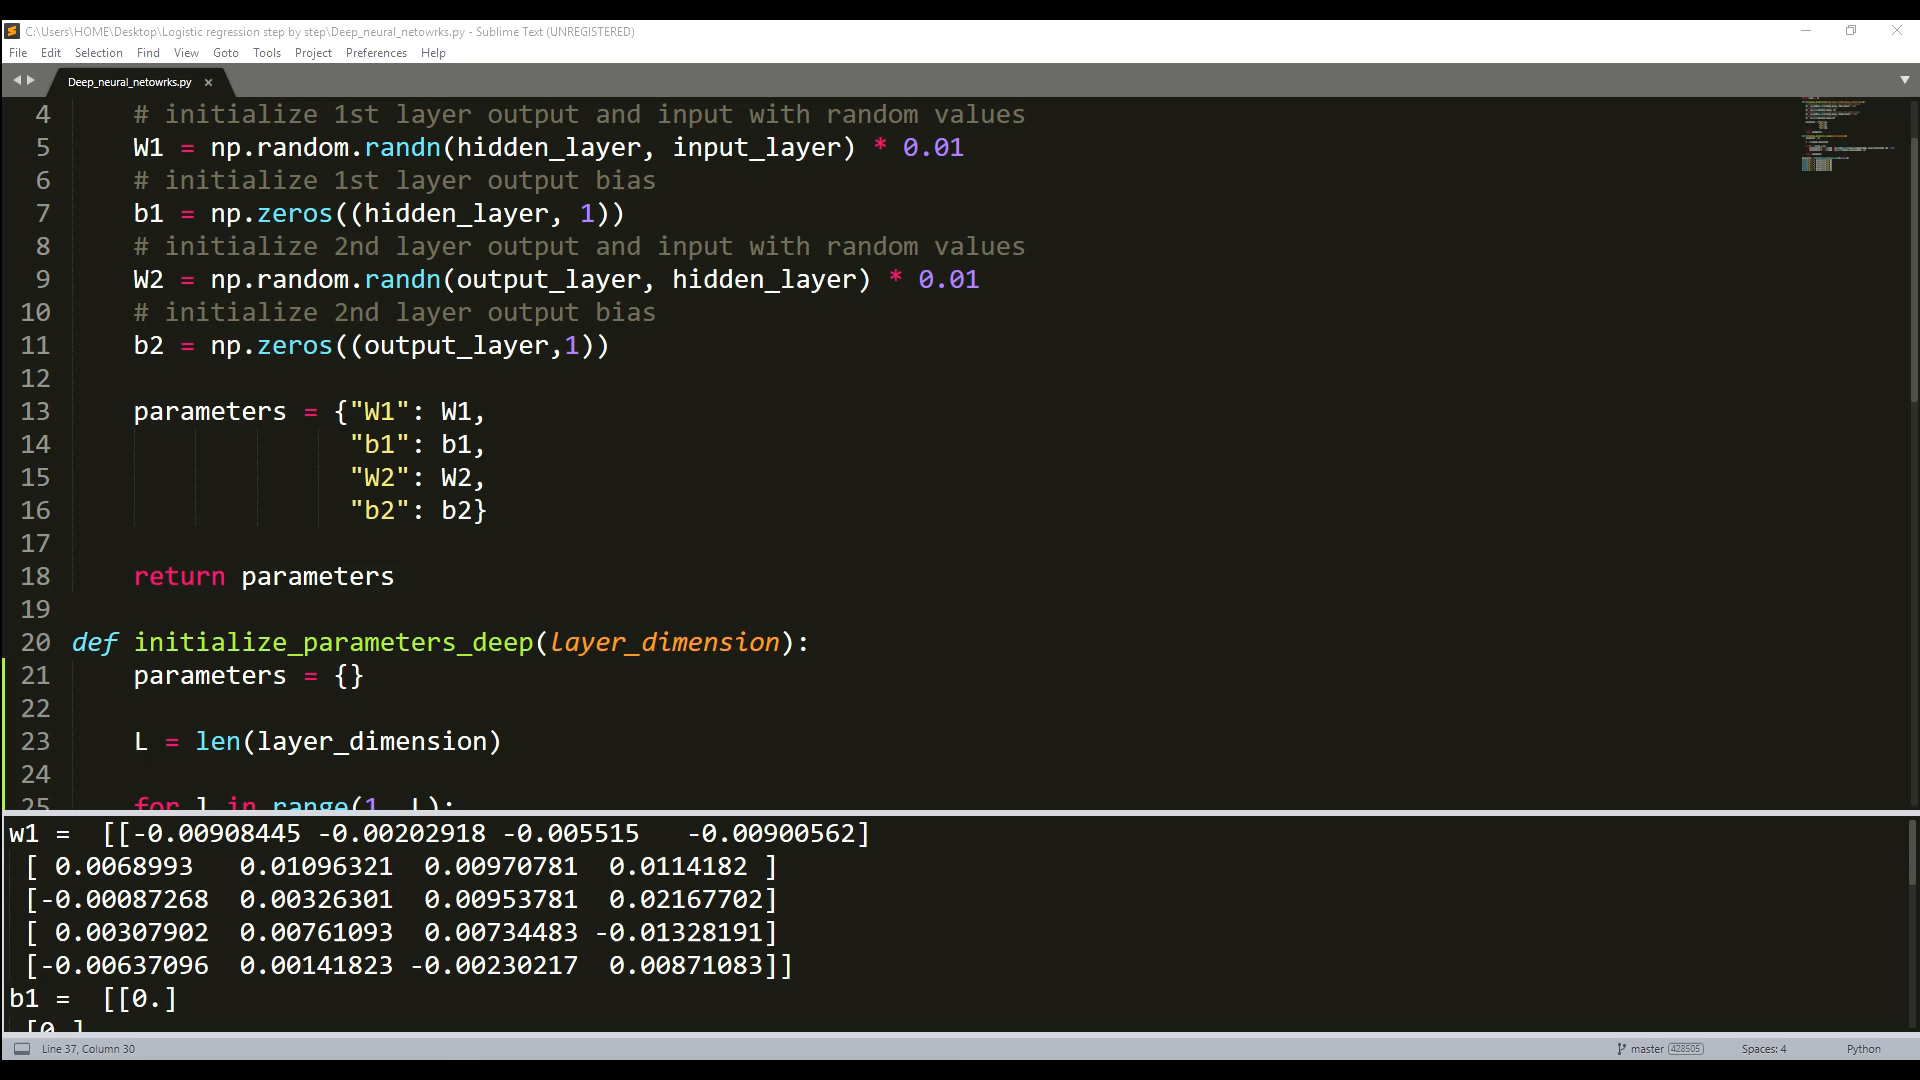 C:\Users\HOME\Desktop\Logistic regression step by step\Deep_neural_netowrks.py - Sublime Text (UNREGISTERED)
File Edit Selection Find View Goto Tools Project Preferences Help
Deep_neural_netowrks.py ×
4     # initialize 1st layer output and input with random values
5     W1 = np.random.randn(hidden_layer, input_layer) * 0.01
6     # initialize 1st layer output bias
7     b1 = np.zeros((hidden_layer, 1))
8     # initialize 2nd layer output and input with random values
9     W2 = np.random.randn(output_layer, hidden_layer) * 0.01
10     # initialize 2nd layer output bias
11     b2 = np.zeros((output_layer,1))
12
13     parameters = {"W1": W1,
14                   "b1": b1,
15                   "W2": W2,
16                   "b2": b2}
17
18     return parameters
19
20 def initialize_parameters_deep(layer_dimension):
21     parameters = {}
22
23     L = len(layer_dimension)
24
25     for l in range(1, L):
w1 =  [[-0.00908445 -0.00202918 -0.005515   -0.00900562]
 [ 0.0068993   0.01096321  0.00970781  0.0114182 ]
 [-0.00087268  0.00326301  0.00953781  0.02167702]
 [ 0.00307902  0.00761093  0.00734483 -0.01328191]
 [-0.00637096  0.00141823 -0.00230217  0.00871083]]
b1 =  [[0.]
 [0.]
Line 37, Column 30 master 428505 Spaces: 4 Python